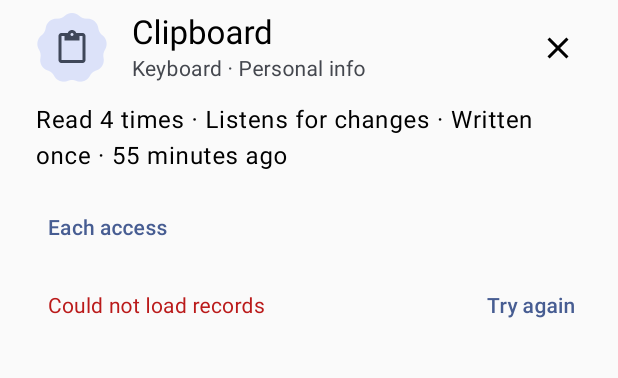 Clipboard
Keyboard · Personal info
Read 4 times · Listens for changes · Written
once · 55 minutes ago
Each access
Could not load records
Try again